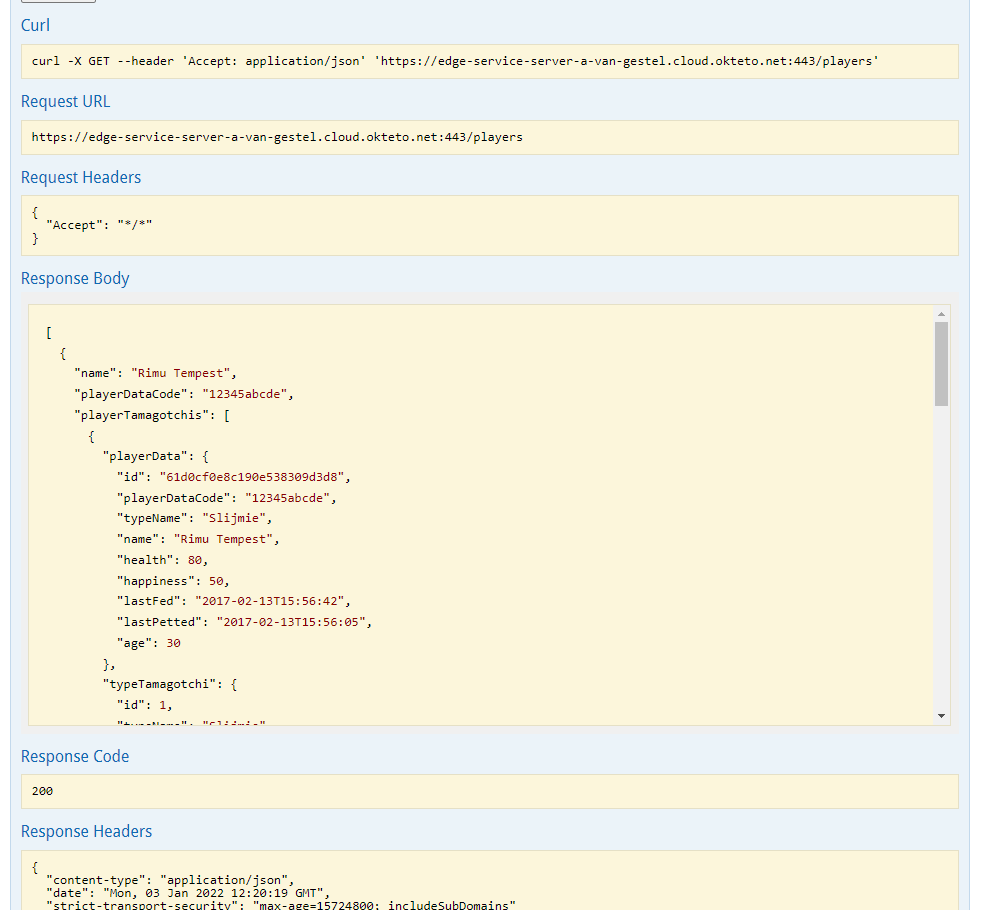 Curl
curl -X GET --header 'Accept: application/json' 'https://edge-service-server-a-van-gestel.cloud.okteto.net:443/players'
Request URL
https://edge-service-server-a-van-gestel.cloud.okteto.net:443/players
Request Headers
{
  "Accept": "*/*"
}
Response Body
[
  {
    "name": "Rimu Tempest",
    "playerDataCode": "12345abcde",
    "playerTamagotchis": [
      {
        "playerData": {
          "id": "61d0cf0e8c190e538309d3d8",
          "playerDataCode": "12345abcde",
          "typeName": "Slijmie",
          "name": "Rimu Tempest",
          "health": 80,
          "happiness": 50,
          "lastFed": "2017-02-13T15:56:42",
          "lastPetted": "2017-02-13T15:56:05",
          "age": 30
        },
        "typeTamagotchi": {
          "id": 1,
          "typeName": "Slijmie"
Response Code
200
Response Headers
{
  "content-type": "application/json",
  "date": "Mon, 03 Jan 2022 12:20:19 GMT",
  "strict-transport-security": "max-age=15724800; includeSubDomains"